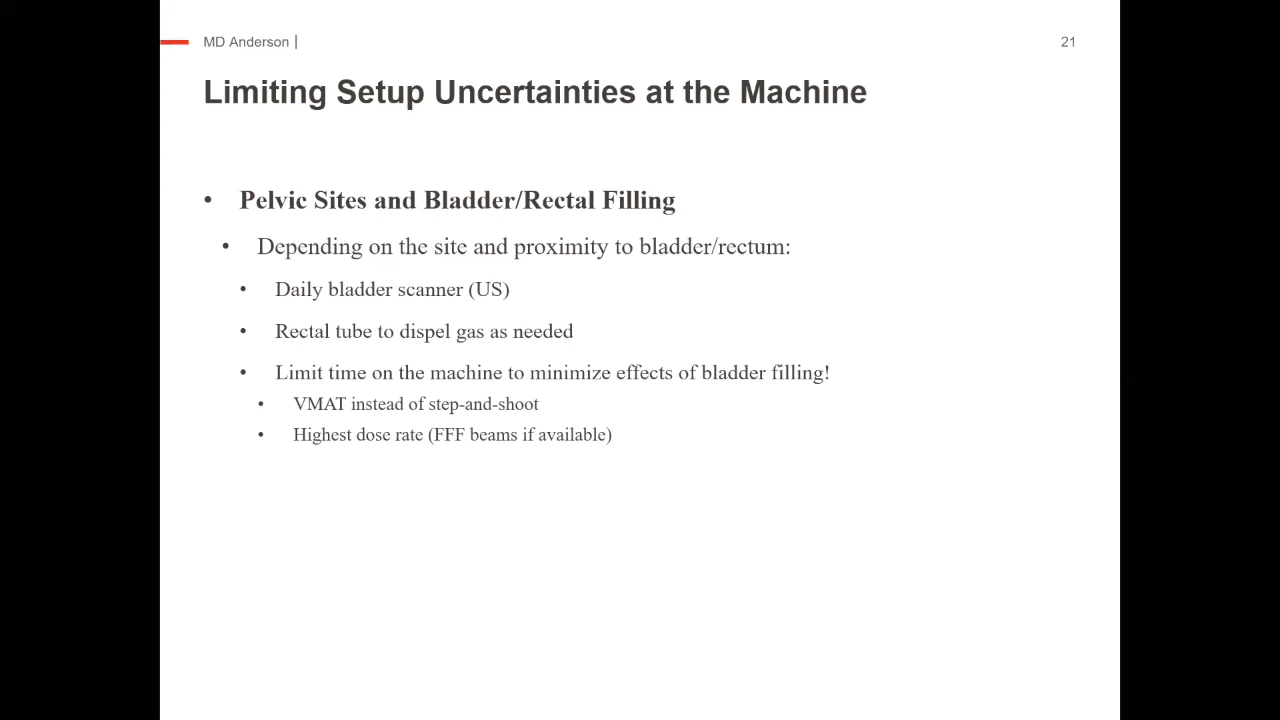 MD Anderson |
21
Limiting Setup Uncertainties at the Machine
• Pelvic Sites and Bladder/Rectal Filling
• Depending on the site and proximity to bladder/rectum:
• Daily bladder scanner (US)
• Rectal tube to dispel gas as needed
• Limit time on the machine to minimize effects of bladder filling!
• VMAT instead of step-and-shoot
• Highest dose rate (FFF beams if available)